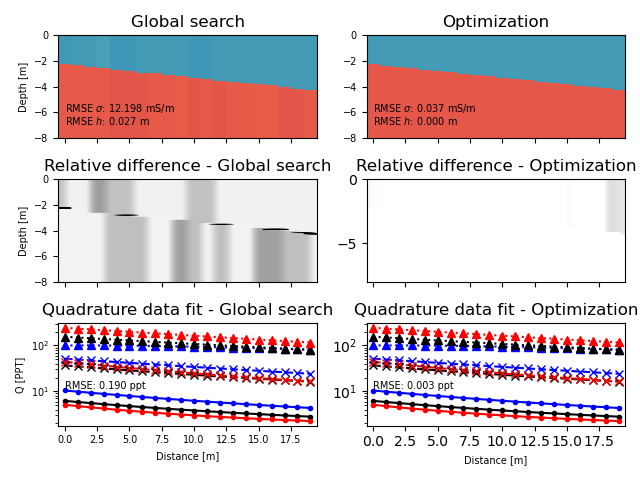 Global search
Optimization
0
−2
−4
−6
−8
Depth [m]
RMSE σ: 12.198 mS/m
RMSE h: 0.027 m
0
−2
−4
−6
−8
RMSE σ: 0.037 mS/m
RMSE h: 0.000 m
Relative difference - Global search
Relative difference - Optimization
0
−2
−4
−6
−8
Depth [m]
0
−5
Quadrature data fit - Global search
Quadrature data fit - Optimization
10²
10¹
Q [PPT]
RMSE: 0.190 ppt
0.0 2.5 5.0 7.5 10.0 12.5 15.0 17.5
Distance [m]
10²
10¹
RMSE: 0.003 ppt
0.0 2.5 5.0 7.5 10.0 12.5 15.0 17.5
Distance [m]